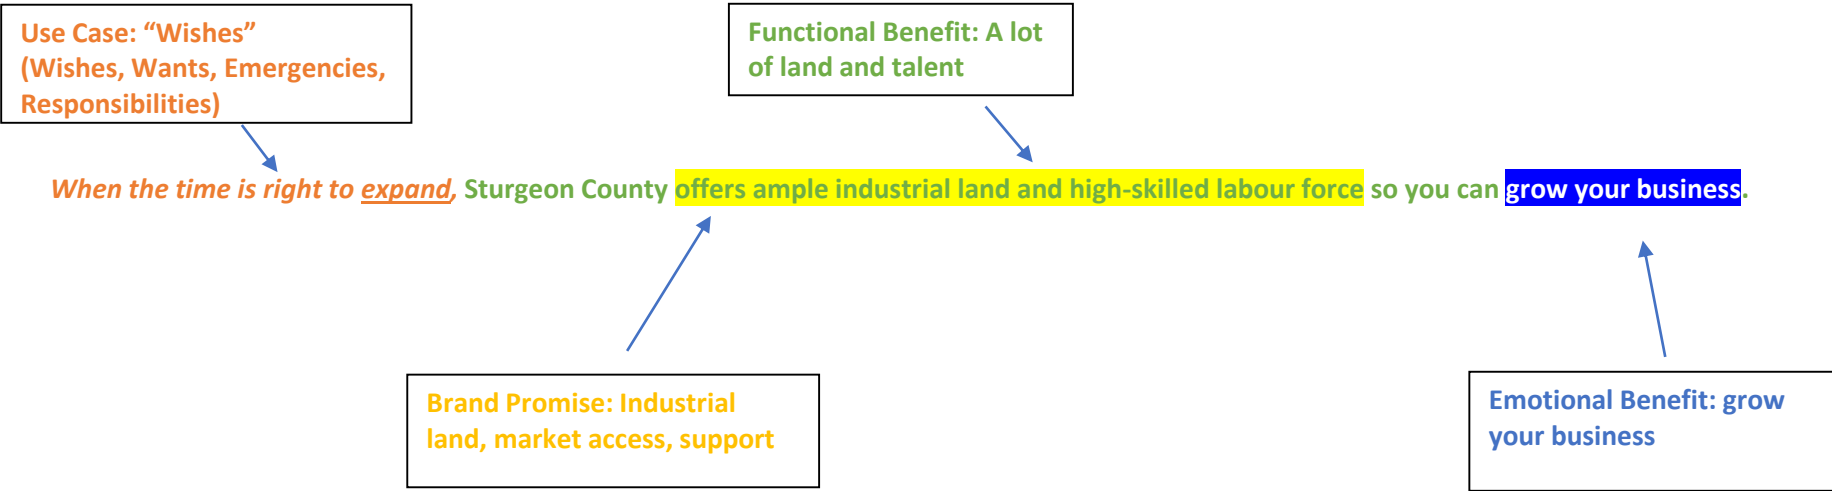 Use Case: “Wishes”
(Wishes, Wants, Emergencies,
Responsibilities)
Functional Benefit: A lot
of land and talent
When the time is right to expand, Sturgeon County offers ample industrial land and high-skilled labour force so you can grow your business.
Brand Promise: Industrial
land, market access, support
Emotional Benefit: grow
your business